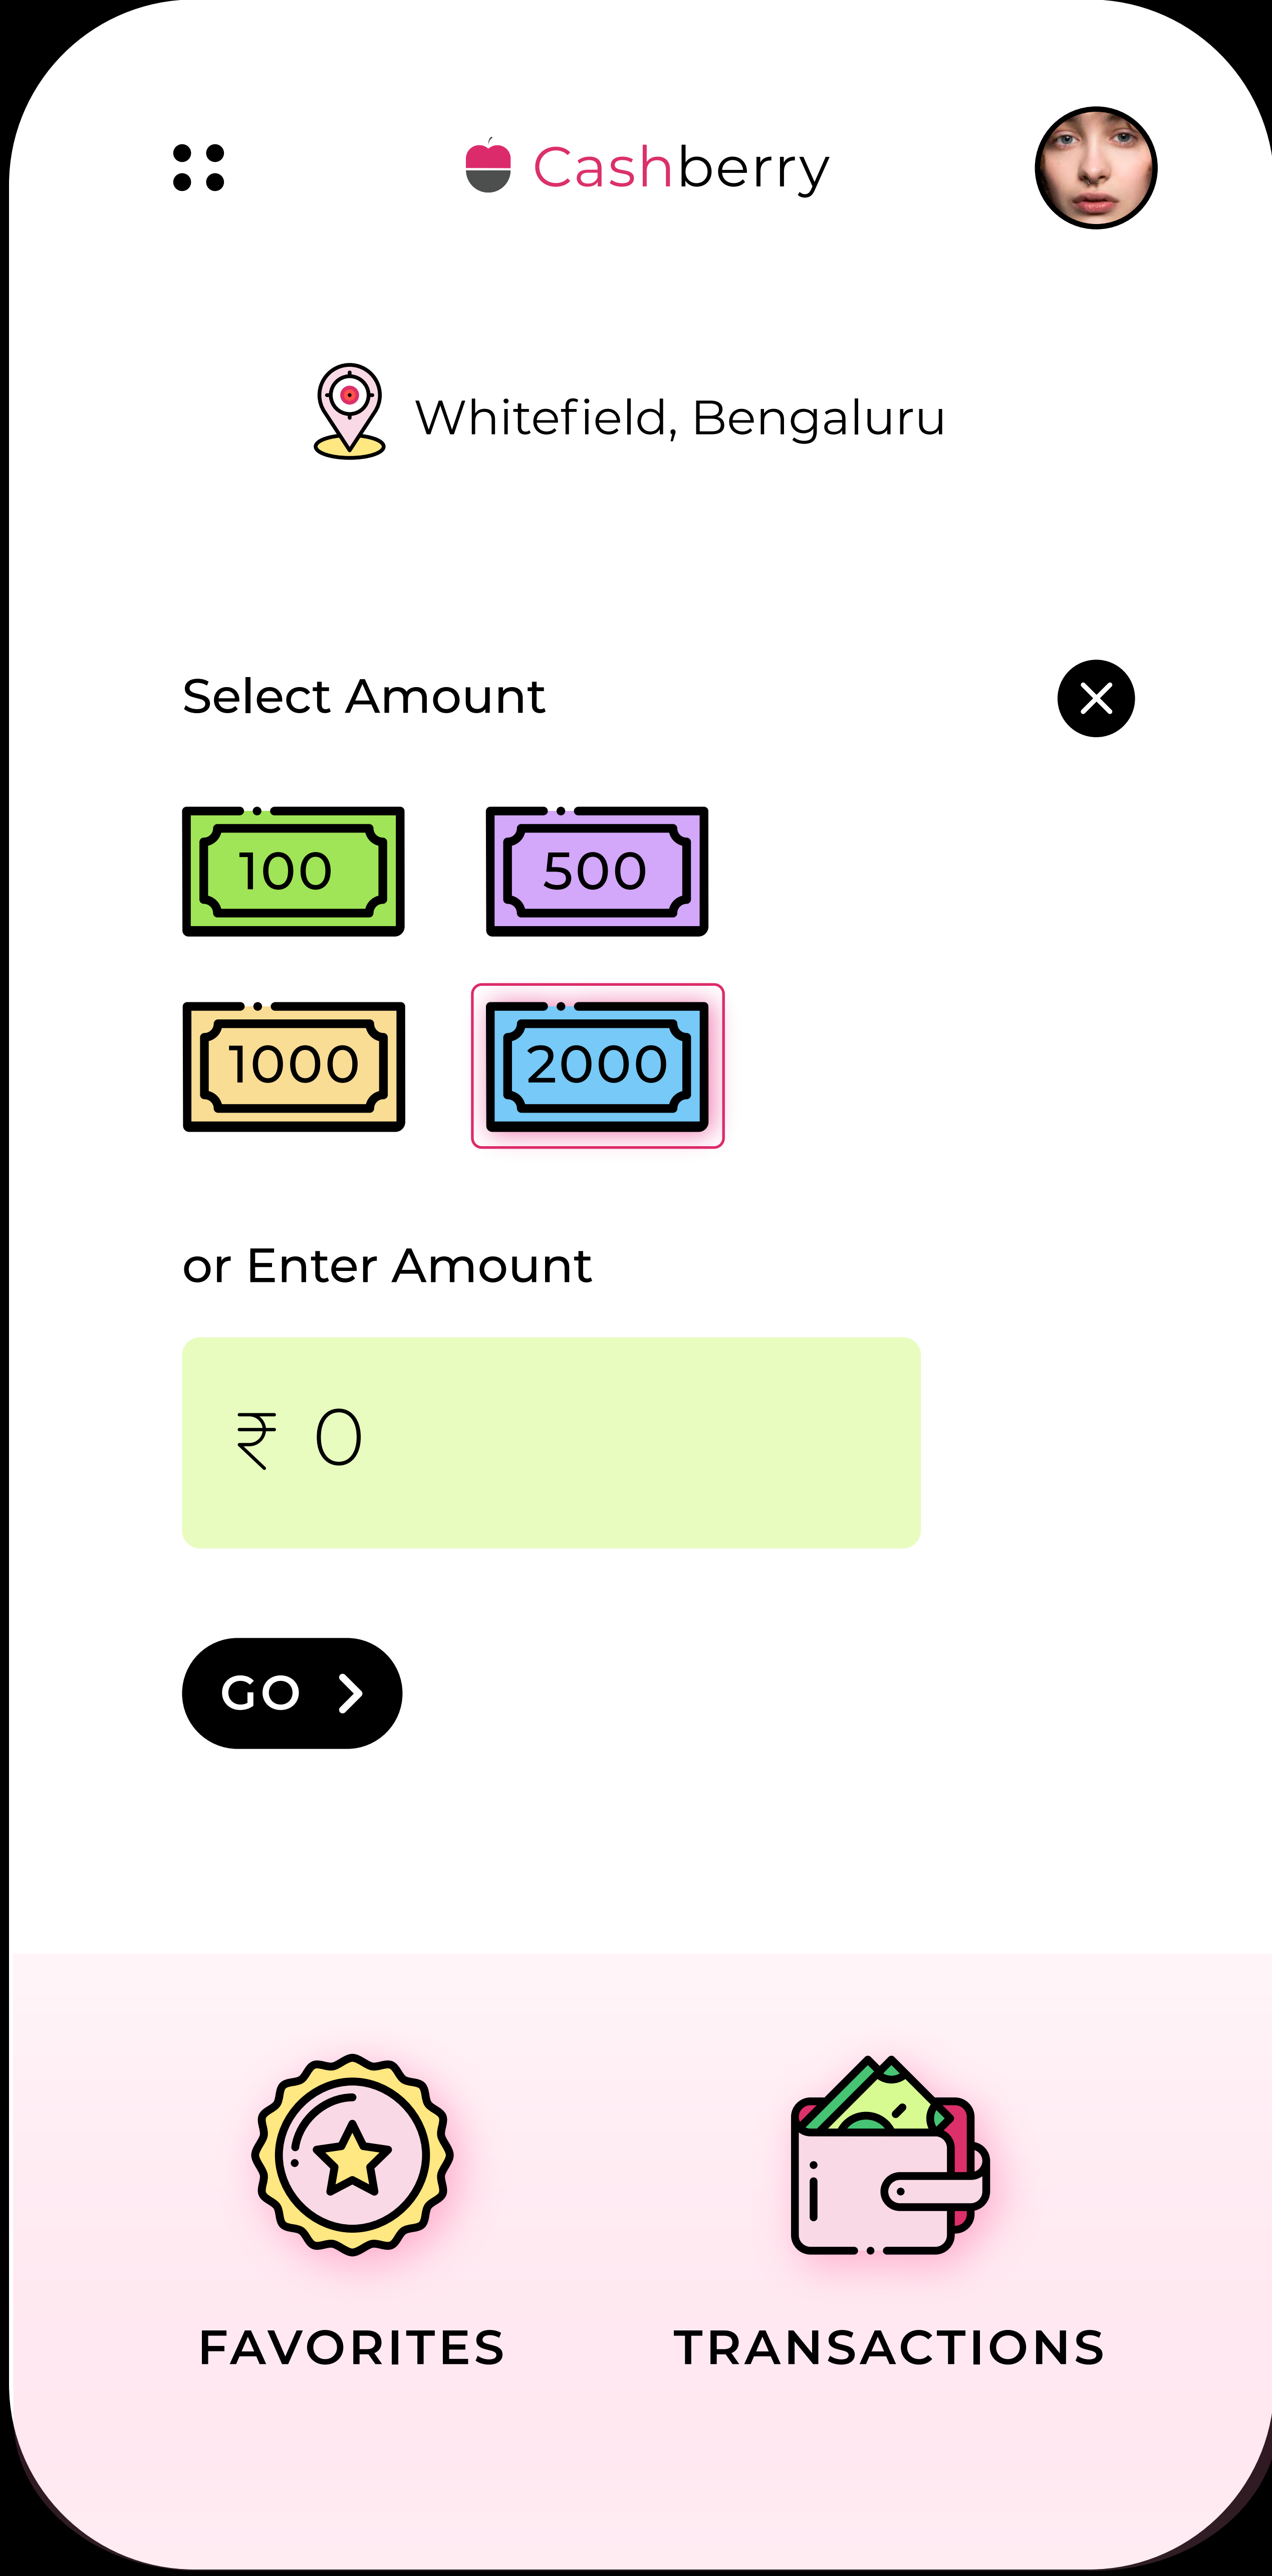 Cashberry
Whitefield, Bengaluru
Select Amount
100 500
1000 2000
or Enter Amount
₹ 0
GO
FAVORITES TRANSACTIONS